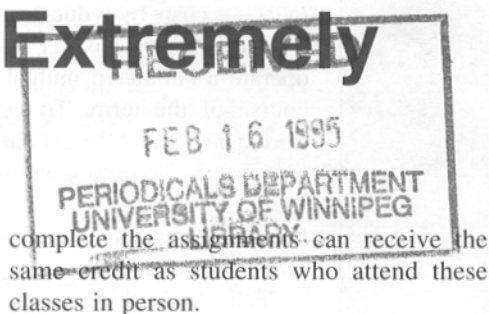 Extremely
RECEIVED
FEB 16 1995
PERIODICALS DEPARTMENT
UNIVERSITY OF WINNIPEG
LIBRARY
complete the assignments can receive the
same credit as students who attend these
classes in person.